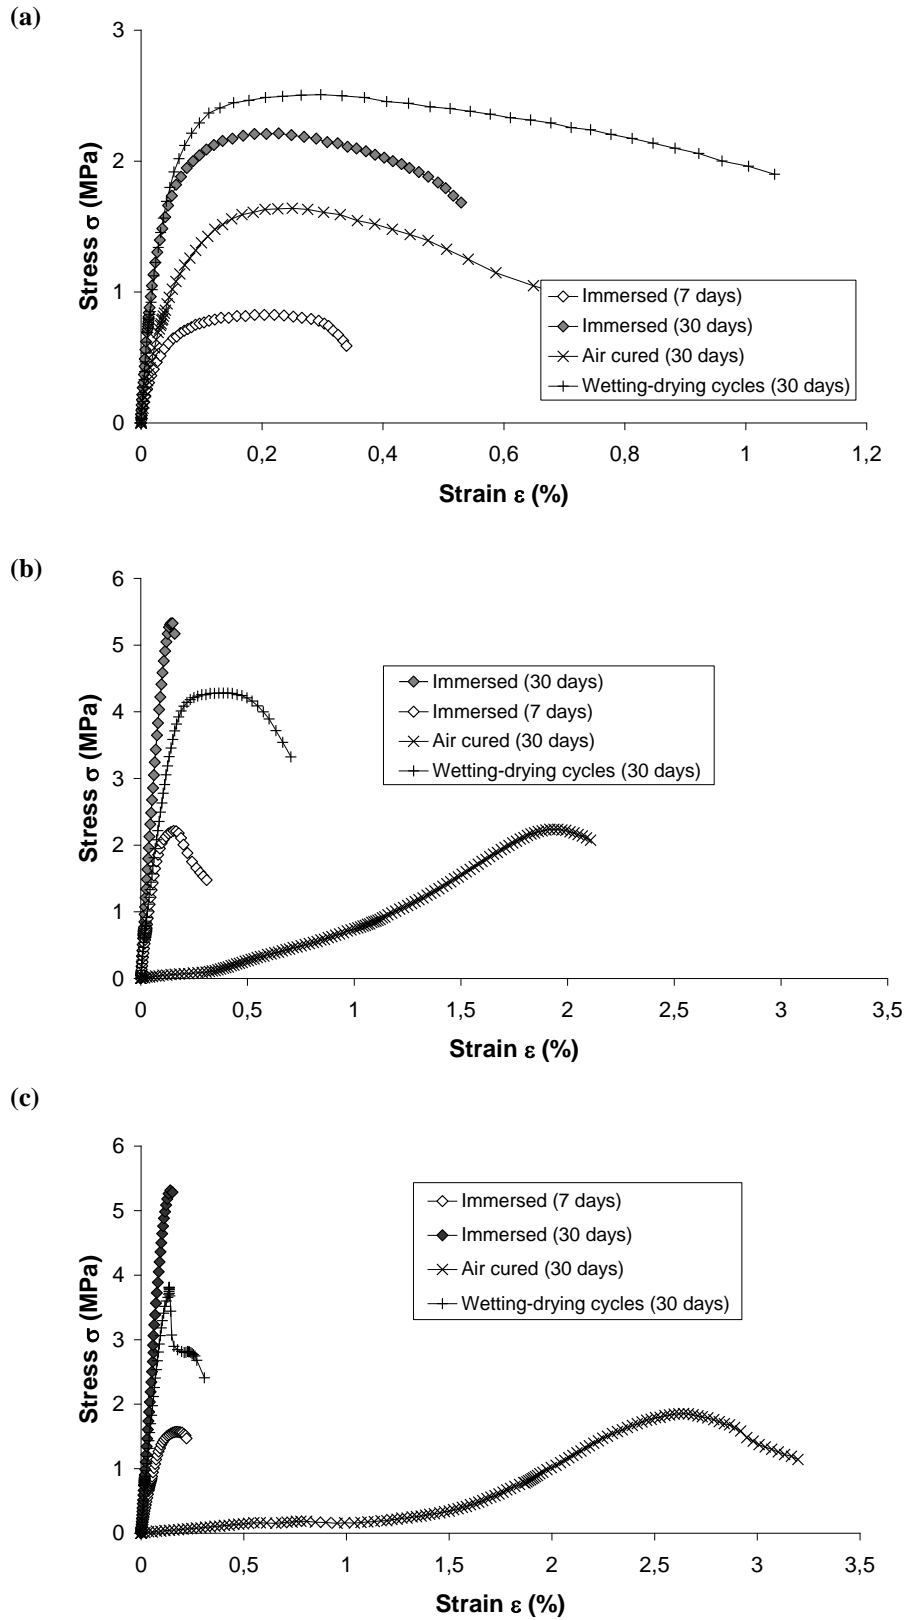 (a)
3
2
1
0
Stress σ (MPa)
0 0,2 0,4 0,6 0,8 1 1,2
Strain ε (%)
Immersed (7 days)
Immersed (30 days)
Air cured (30 days)
Wetting-drying cycles (30 days)
(b)
6
5
4
3
2
1
0
Stress σ (MPa)
0 0,5 1 1,5 2 2,5 3 3,5
Strain ε (%)
Immersed (30 days)
Immersed (7 days)
Air cured (30 days)
Wetting-drying cycles (30 days)
(c)
6
5
4
3
2
1
0
Stress σ (MPa)
0 0,5 1 1,5 2 2,5 3 3,5
Strain ε (%)
Immersed (7 days)
Immersed (30 days)
Air cured (30 days)
Wetting-drying cycles (30 days)